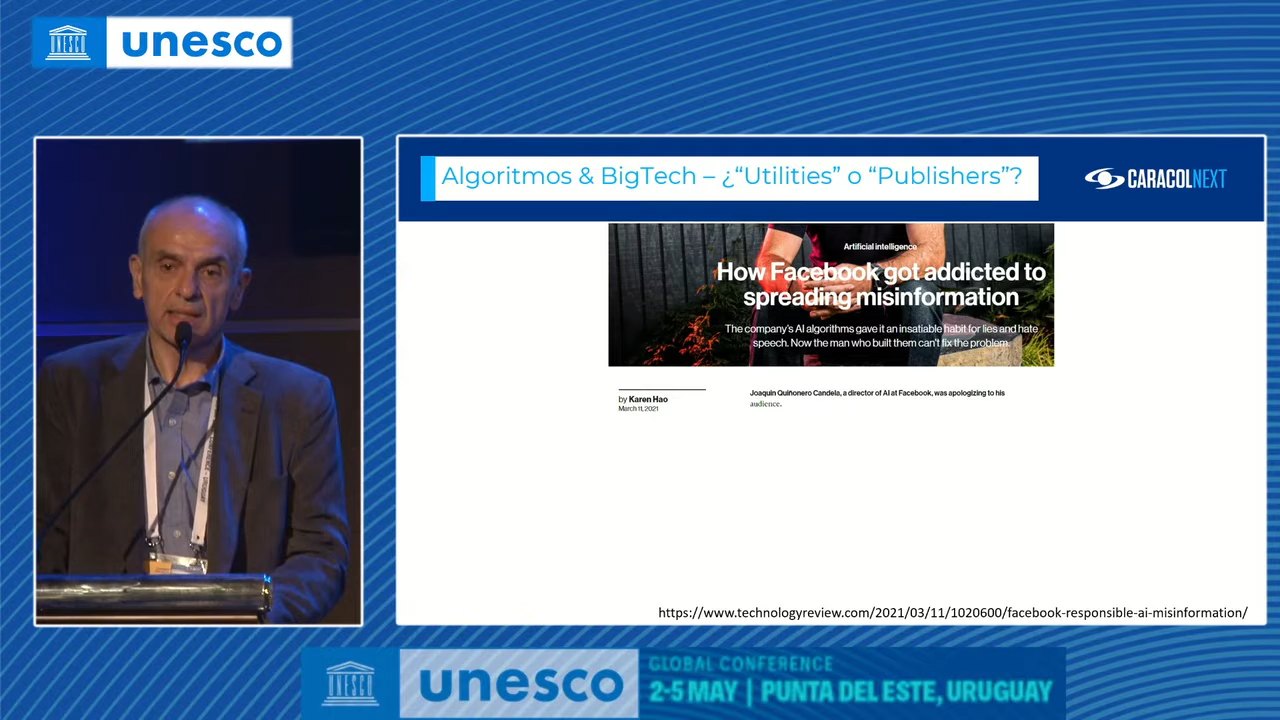 unesco
Algoritmos & BigTech – ¿“Utilities” o “Publishers”?
CARACOLNEXT
Artificial intelligence
How Facebook got addicted to
spreading misinformation
The company's AI algorithms gave it an insatiable habit for lies and hate
speech. Now the man who built them can't fix the problem.
by Karen Hao
March 11, 2021
Joaquin Quiñonero Candela, a director of AI at Facebook, was apologizing to his
audience.
https://www.technologyreview.com/2021/03/11/1020600/facebook-responsible-ai-misinformation/
unesco
GLOBAL CONFERENCE
2-5 MAY | PUNTA DEL ESTE, URUGUAY